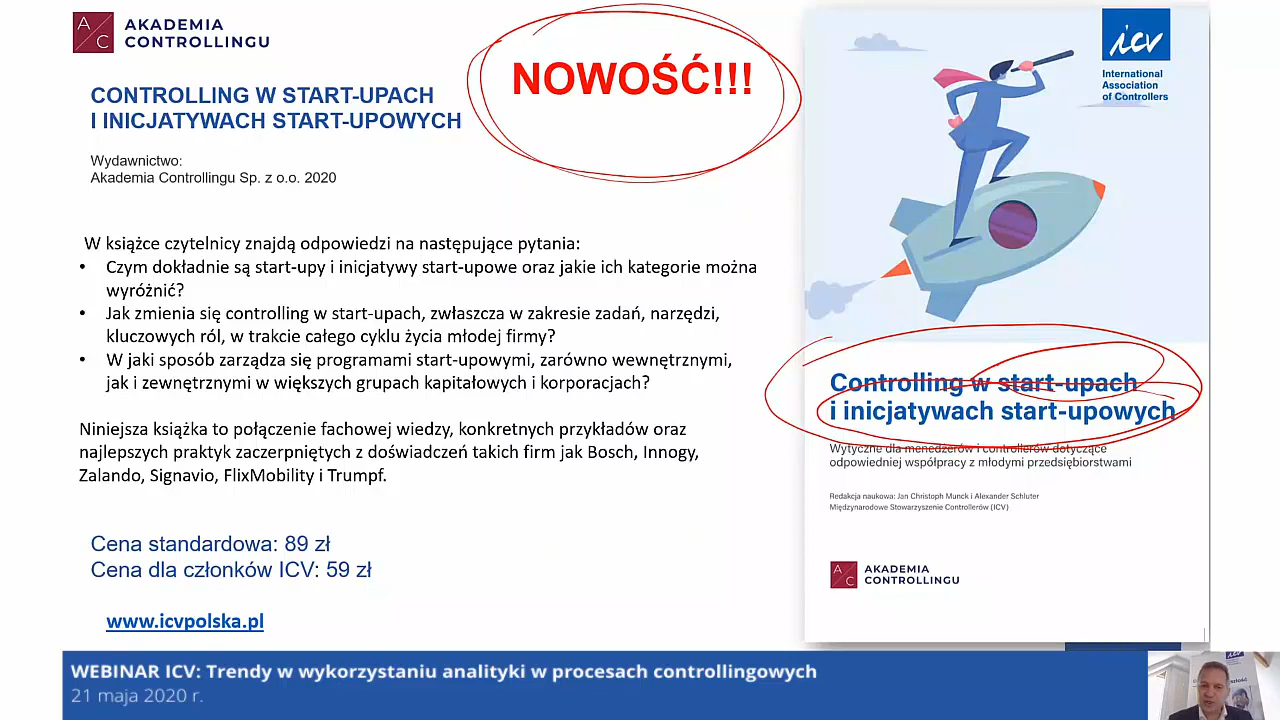 AKADEMIA
CONTROLLINGU
NOWOŚĆ!!!
CONTROLLING W START-UPACH
I INICJATYWACH START-UPOWYCH
Wydawnictwo:
Akademia Controllingu Sp. z o.o. 2020
W książce czytelnicy znajdą odpowiedzi na następujące pytania:
• Czym dokładnie są start-upy i inicjatywy start-upowe oraz jakie ich kategorie można
wyróżnić?
• Jak zmienia się controlling w start-upach, zwłaszcza w zakresie zadań, narzędzi,
kluczowych ról, w trakcie całego cyklu życia młodej firmy?
• W jaki sposób zarządza się programami start-upowymi, zarówno wewnętrznymi,
jak i zewnętrznymi w większych grupach kapitałowych i korporacjach?
Niniejsza książka to połączenie fachowej wiedzy, konkretnych przykładów oraz
najlepszych praktyk zaczerpniętych z doświadczeń takich firm jak Bosch, Innogy,
Zalando, Signavio, FlixMobility i Trumpf.
Cena standardowa: 89 zł
Cena dla członków ICV: 59 zł
www.icvpolska.pl
icv
International
Association
of Controllers
Controlling w start-upach
i inicjatywach start-upowych
Wytyczne dla menedżerów i controllerów dotyczące
odpowiedniej współpracy z młodymi przedsiębiorstwami
Redakcja naukowa: Jan Christoph Munck i Alexander Schluter
Międzynarodowe Stowarzyszenie Controllerów (ICV)
A C
AKADEMIA
CONTROLLINGU
WEBINAR ICV: Trendy w wykorzystaniu analityki w procesach controllingowych
21 maja 2020 r.
icv